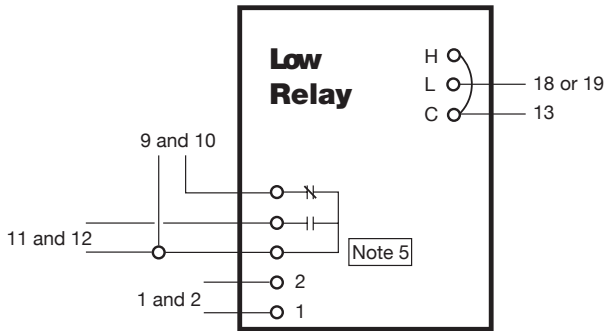 Low
Relay
H
L
18 or 19
C
13
9 and 10
11 and 12
Note 5
2
1 and 2
1